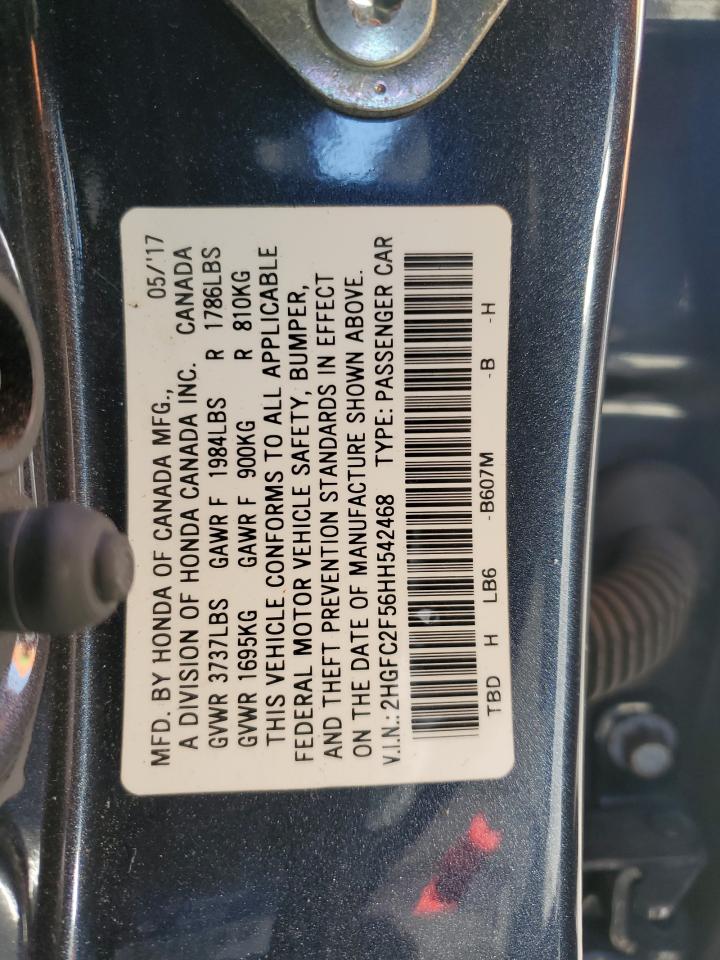 MFD. BY HONDA OF CANADA MFG., 05/'17
A DIVISION OF HONDA CANADA INC. CANADA
GVWR 3737LBS GAWR F 1984LBS R 1786LBS
GVWR 1695KG GAWR F 900KG R 810KG
THIS VEHICLE CONFORMS TO ALL APPLICABLE
FEDERAL MOTOR VEHICLE SAFETY, BUMPER,
AND THEFT PREVENTION STANDARDS IN EFFECT
ON THE DATE OF MANUFACTURE SHOWN ABOVE.
V.I.N.: 2HGFC2F56HH542468 TYPE: PASSENGER CAR
TBD H LB6 -B607M -B -H